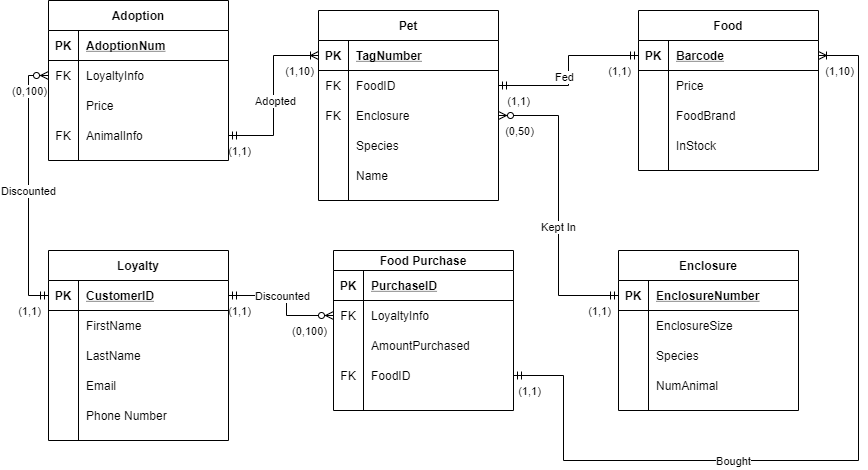 Adoption
PK AdoptionNum
FK LoyaltyInfo
Price
FK AnimalInfo
(0,100)
(1,1)
Adopted
(1,10)
Pet
PK TagNumber
FK FoodID
FK Enclosure
Species
Name
(1,1)
Fed
(1,1)
(0,50)
Food
PK Barcode
Price
FoodBrand
InStock
(1,10)
Discounted
Kept In
Loyalty
PK CustomerID
FirstName
LastName
Email
Phone Number
(1,1)
(1,1)
Discounted
(0,100)
Food Purchase
PK PurchaseID
FK LoyaltyInfo
AmountPurchased
FK FoodID
(1,1)
Enclosure
PK EnclosureNumber
EnclosureSize
Species
NumAnimal
(1,1)
Bought